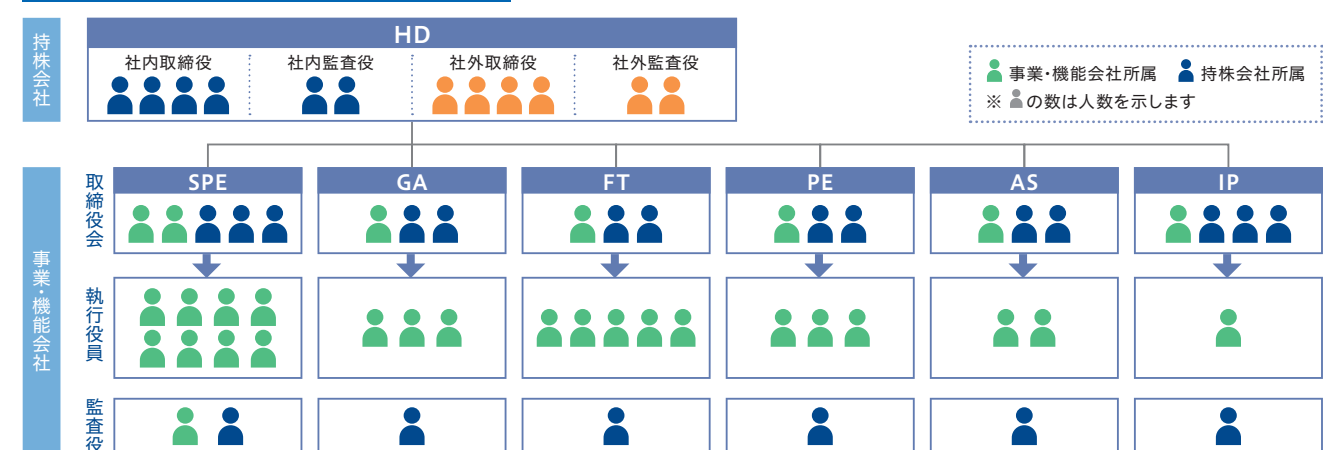 持株会社
HD
社内取締役
社内監査役
社外取締役
社外監査役
事業・機能会社所属
持株会社所属
※ の数は人数を示します
事業・機能会社
取締役会
SPE
GA
FT
PE
AS
IP
執行役員
監査役